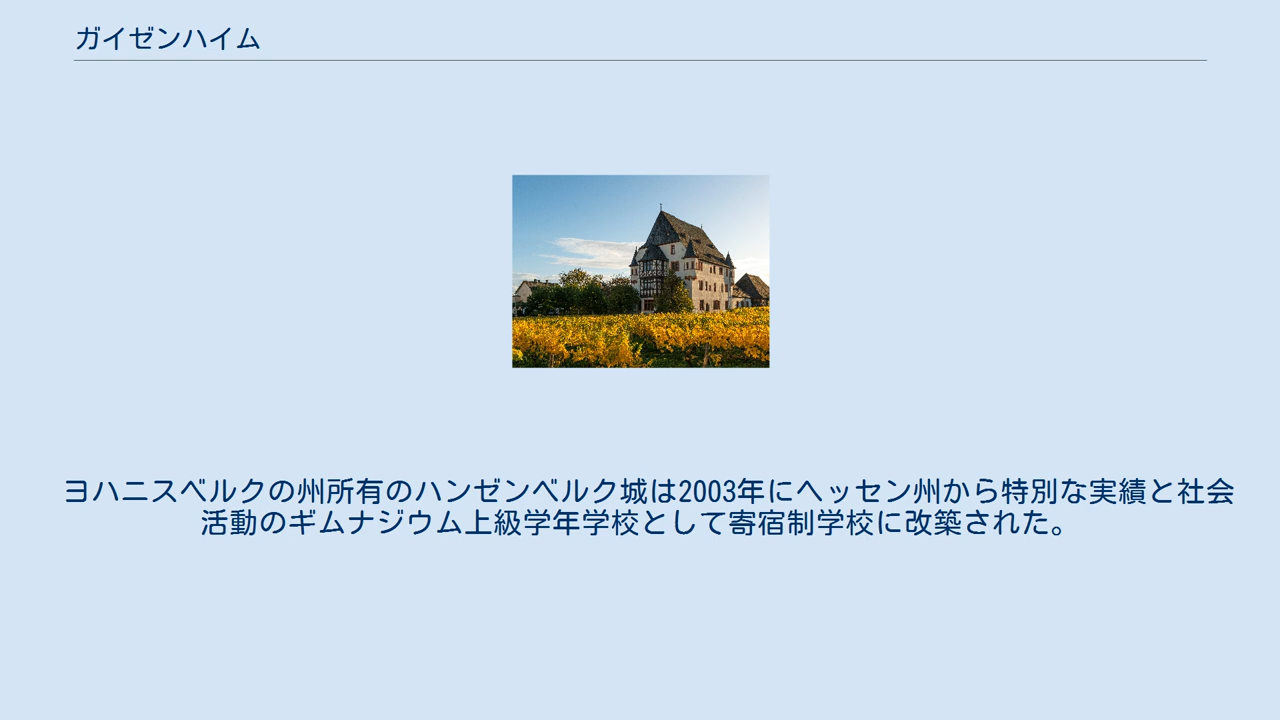 ガイゼンハイム
ヨハニスベルクの州所有のハンゼンベルク城は2003年にヘッセン州から特別な実績と社会
活動のギムナジウム上級学年学校として寄宿制学校に改築された。